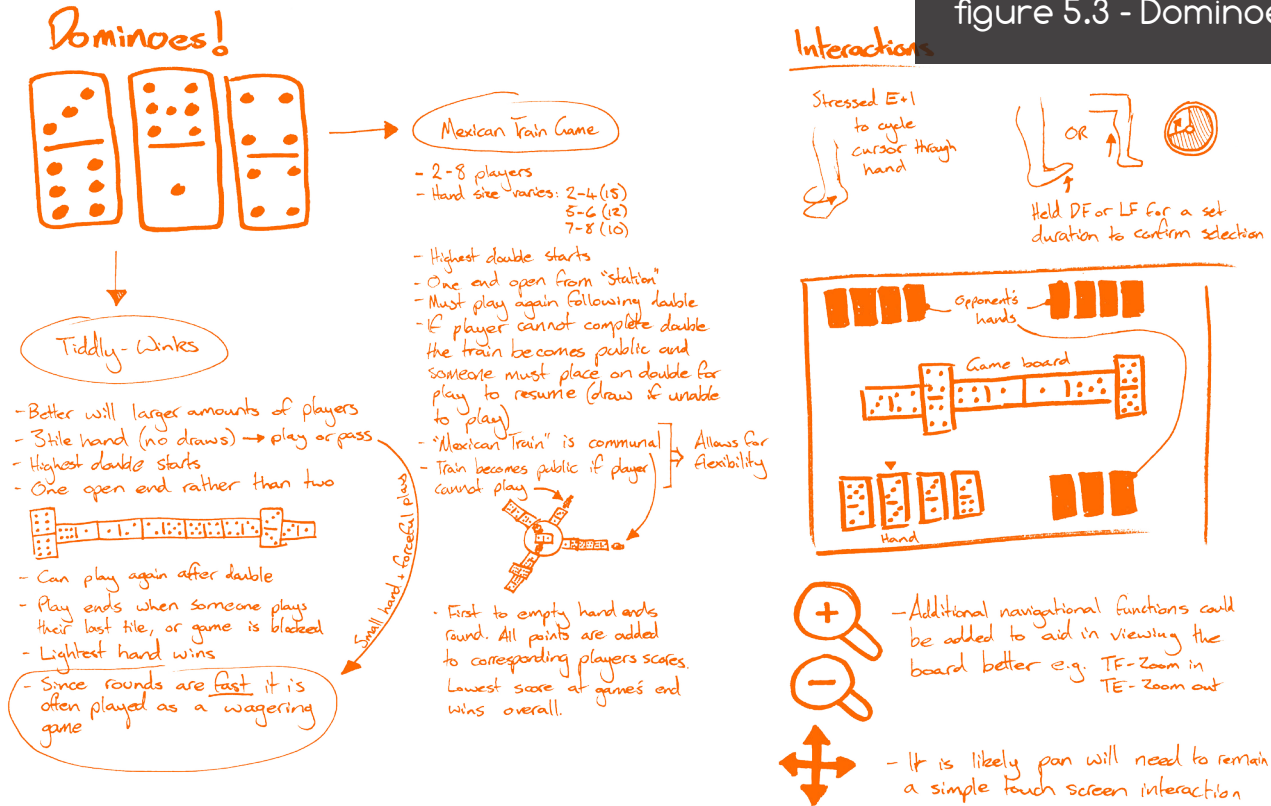 figure 5.3 - Dominoe
Dominoes!
Tiddly-Winks
- Better will larger amounts of players
- 3 tile hand (no draws) → play or pass
- Highest double starts
- One open end rather than two
- Can play again after double
- Play ends when someone plays
their last tile, or game is blocked
- Lightest hand wins
- Since rounds are fast it is
often played as a wagering
game
Small hand + forceful plays
Mexican Train Game
- 2-8 players
- Hand size varies: 2-4 (15)
5-6 (12)
7-8 (10)
- Highest double starts
- One end open from "station"
- Must play again following double
- If player cannot complete double
the train becomes public and
someone must place on double for
play to resume (draw if unable
to play)
- "Mexican Train" is communal
- Train becomes public if player
cannot play
Allows for
flexibility
- First to empty hand ends
round. All points are added
to corresponding players scores.
Lowest score at game's end
wins overall.
Interactions
Stressed E+I
to cycle
cursor through
hand
OR
Held DF or LF for a set
duration to confirm selection
Opponent's
hands
Game board
Hand
- Additional navigational functions could
be added to aid in viewing the
board better e.g. TF-Zoom in
TE-Zoom out
- It is likely pan will need to remain
a simple touch screen interaction